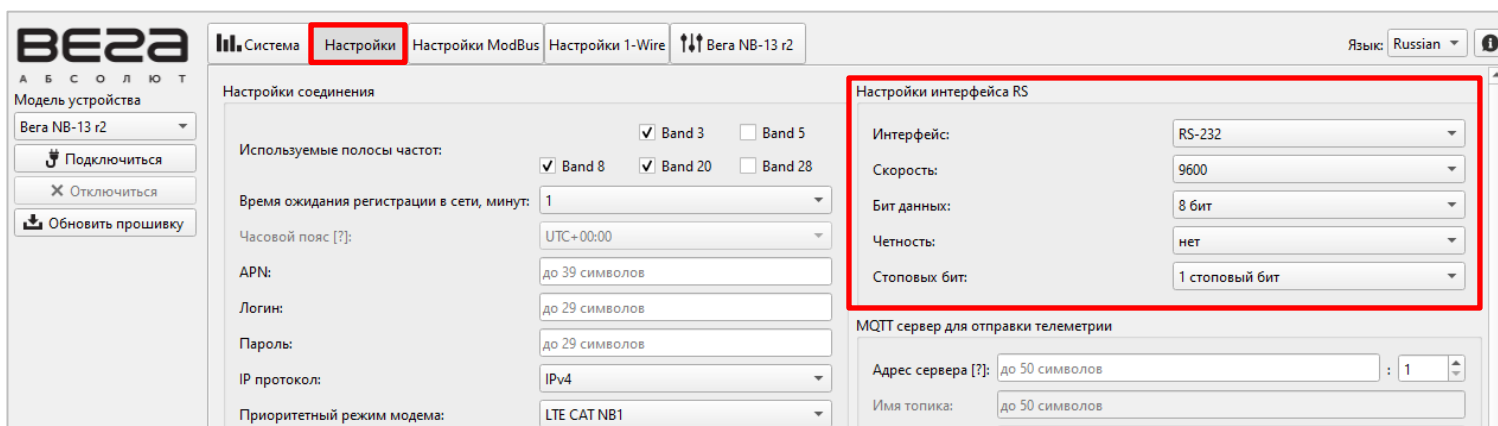 ВЕГА
АБСОЛЮТ
Система
Настройки
Настройки ModBus
Настройки 1-Wire
Вега NB-13 r2
Язык: Russian
Модель устройства
Вега NB-13 r2
Подключиться
Отключиться
Обновить прошивку
Настройки соединения
Используемые полосы частот:
Band 3 Band 5
Band 8 Band 20 Band 28
Время ожидания регистрации в сети, минут: 1
Часовой пояс [?]: UTC+00:00
APN: до 39 символов
Логин: до 29 символов
Пароль: до 29 символов
IP протокол: IPv4
Приоритетный режим модема: LTE CAT NB1
Настройки интерфейса RS
Интерфейс: RS-232
Скорость: 9600
Бит данных: 8 бит
Четность: нет
Стоповых бит: 1 стоповый бит
MQTT сервер для отправки телеметрии
Адрес сервера [?]: до 50 символов : 1
Имя топика: до 50 символов